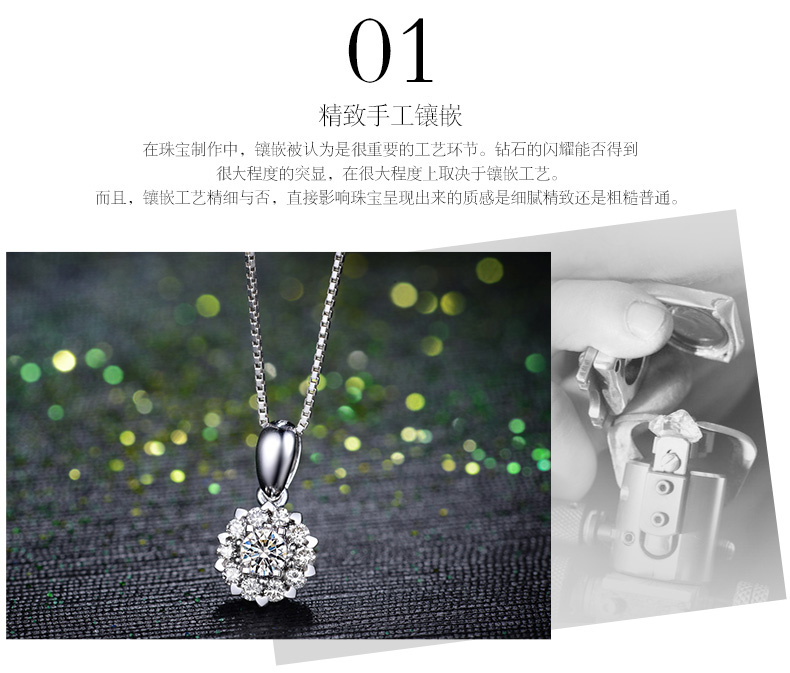 01
精致手工镶嵌
在珠宝制作中，镶嵌被认为是很重要的工艺环节。钻石的闪耀能否得到
很大程度的突显，在很大程度上取决于镶嵌工艺。
而且，镶嵌工艺精细与否，直接影响珠宝呈现出来的质感是细腻精致还是粗糙普通。